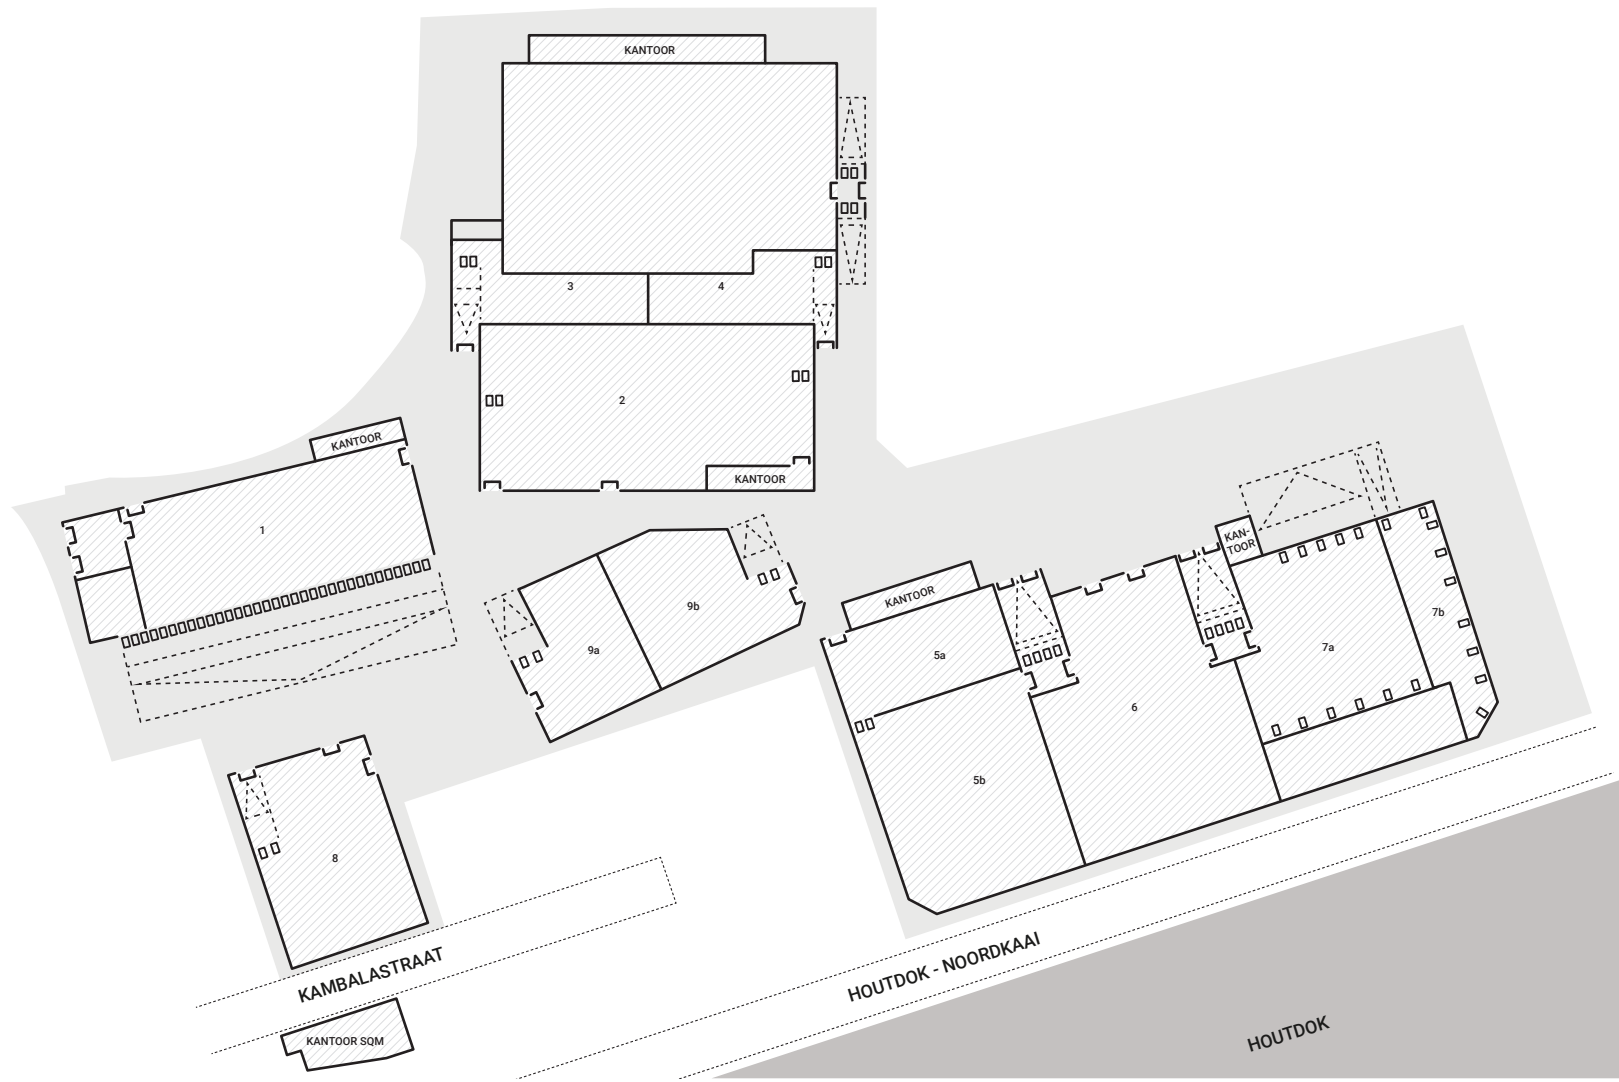 KANTOOR
3
4
2
KANTOOR
KANTOOR
1
9b
9a
KANTOOR
5a
KAN-
TOOR
7b
7a
6
5b
8
KAMBALASTRAAT
HOUTDOK - NOORDKAAI
HOUTDOK
KANTOOR SQM